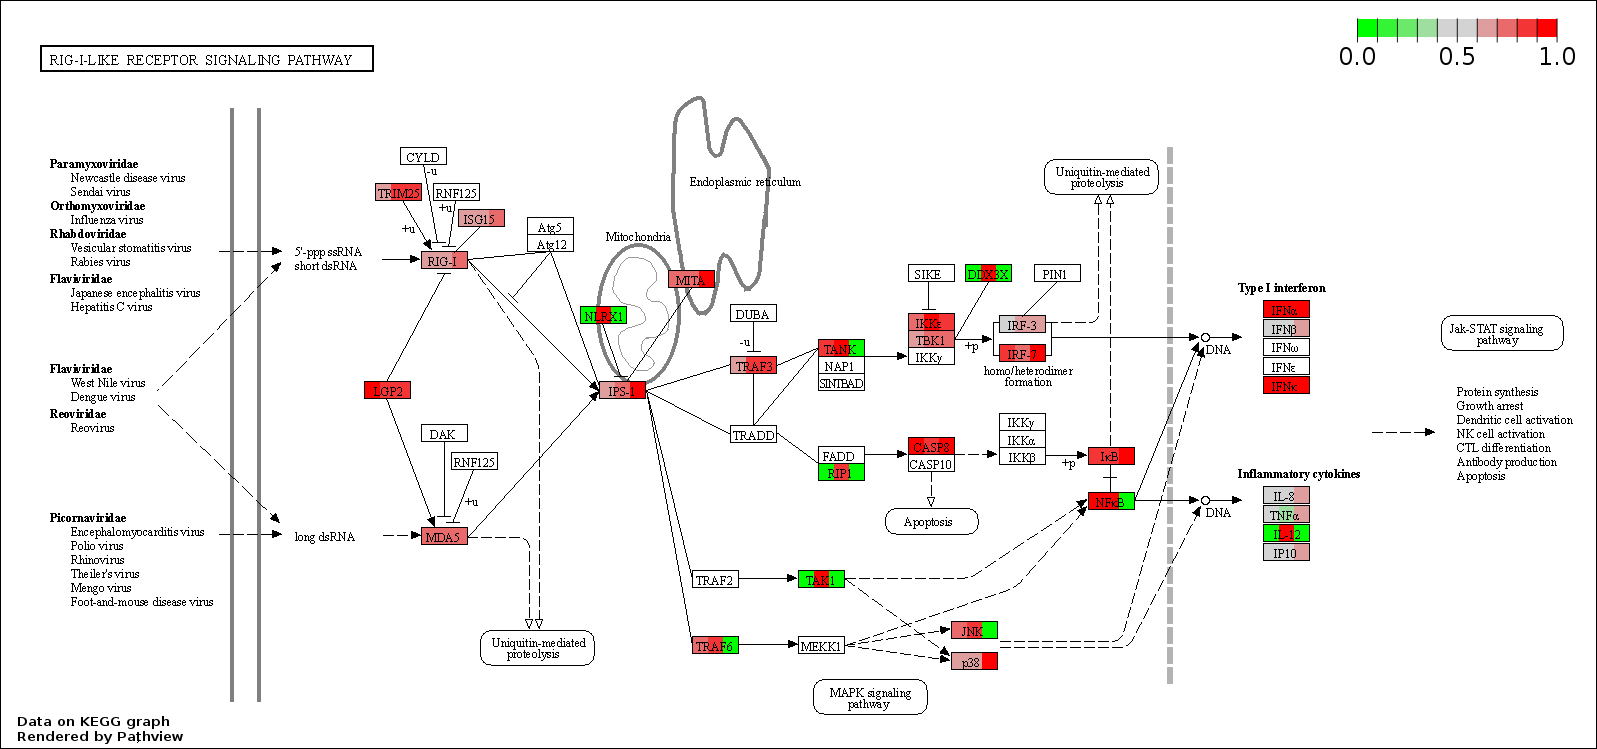 RIG-I-LIKE RECEPTOR SIGNALING PATHWAY
0.0 0.5 1.0
Paramyxoviridae
Newcastle disease virus
Sendai virus
Orthomyxoviridae
Influenza virus
Rhabdoviridae
Vesicular stomatitis virus
Rabies virus
Flaviviridae
Japanese encephalitis virus
Hepatitis C virus
Flaviviridae
West Nile virus
Dengue virus
Reoviridae
Reovirus
Picornaviridae
Encephalomyocarditis virus
Polio virus
Rhinovirus
Theiler's virus
Mengo virus
Foot-and-mouse disease virus
5'-ppp ssRNA
short dsRNA
long dsRNA
CYLD
-u
TRIM25
RNF125
+u
+u
ISG15
RIG-I
Atg5
Atg12
LGP2
DAK
RNF125
+u
MDA5
Uniquitin-mediated
proteolysis
Mitochondria
Endoplasmic reticulum
MITA
NLRX1
IPS-1
DUBA
-u
TRAF3
TRADD
TANK
NAP1
SINTBAD
FADD
RIP1
TRAF2
TAK1
TRAF6
MEKK1
MAPK signaling
pathway
SIKE
DDX3X
PIN1
IKKε
TBK1
IKKγ
+p
IRF-3
IRF-7
homo/heterodimer
formation
Uniquitin-mediated
proteolysis
CASP8
CASP10
Apoptosis
IKKγ
IKKα
IKKβ
+p
IκB
NFκB
JNK
p38
DNA
DNA
Type I interferon
IFNα
IFNβ
IFNω
IFNε
IFNκ
Inflammatory cytokines
IL-8
TNFα
IL-12
IP10
Jak-STAT signaling
pathway
Protein synthesis
Growth arrest
Dendritic cell activation
NK cell activation
CTL differentiation
Antibody production
Apoptosis
Data on KEGG graph
Rendered by Pathview